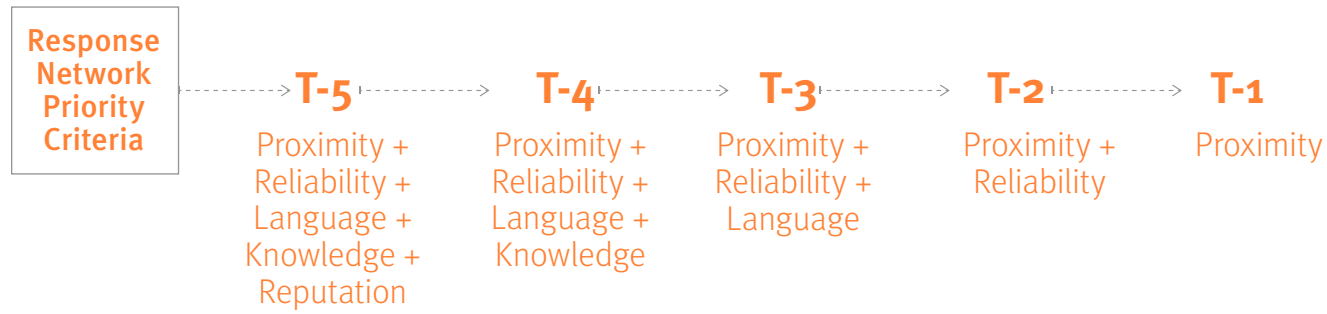 Response
Network
Priority
Criteria
T-5
Proximity +
Reliability +
Language +
Knowledge +
Reputation
T-4
Proximity +
Reliability +
Language +
Knowledge
T-3
Proximity +
Reliability +
Language
T-2
Proximity +
Reliability
T-1
Proximity